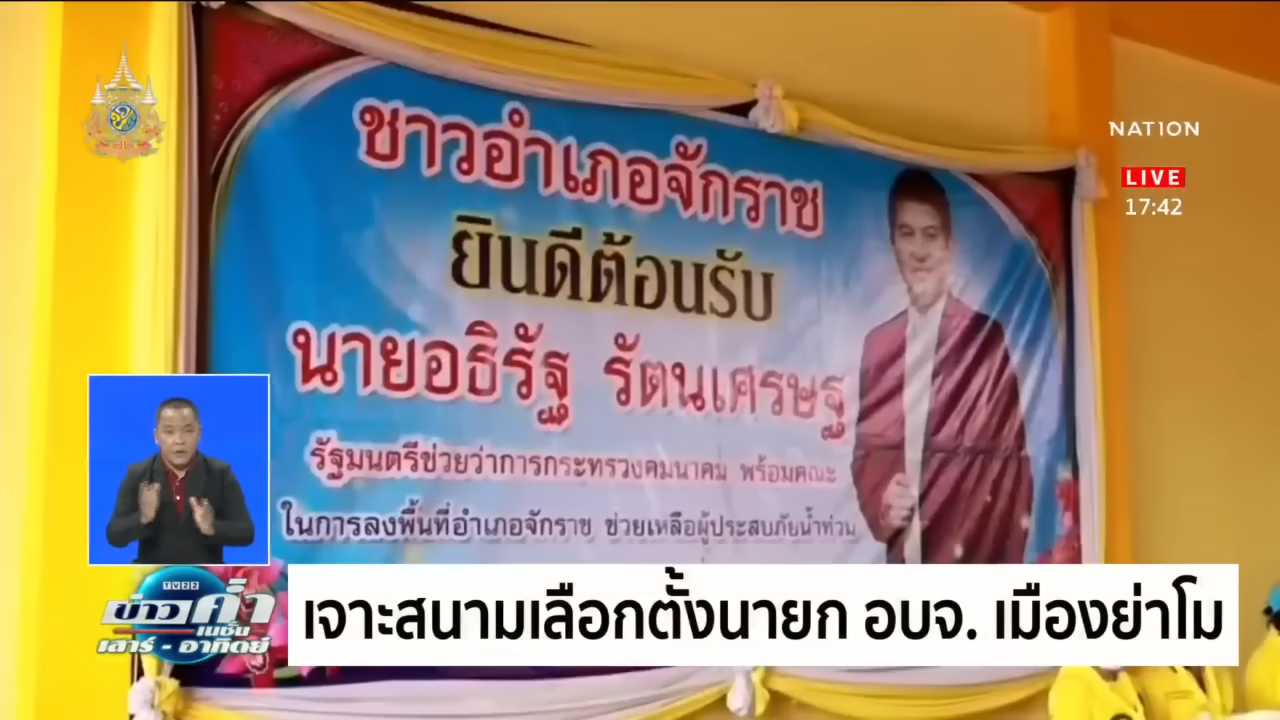 ชาวอำเภอจักราช
ยินดีต้อนรับ
นายอธิรัฐ รัตนเศรษฐ
รัฐมนตรีช่วยว่าการกระทรวงคมนาคม พร้อมคณะ
ในการลงพื้นที่อำเภอจักราช ช่วยเหลือผู้ประสบภัยน้ำท่วม
NATION
LIVE
17:42
TV22
ข่าวค่ำ
เนชั่น
เสาร์ - อาทิตย์
เจาะสนามเลือกตั้งนายก อบจ. เมืองย่าโม